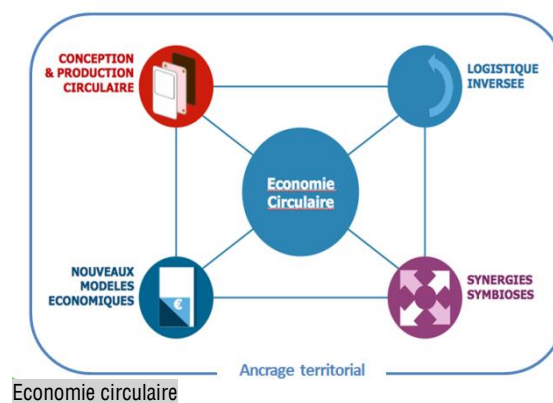 CONCEPTION
& PRODUCTION
CIRCULAIRE
LOGISTIQUE
INVERSEE
Economie
Circulaire
NOUVEAUX
MODELES
ECONOMIQUES
€
SYNERGIES
SYMBIOSES
Ancrage territorial
Economie circulaire